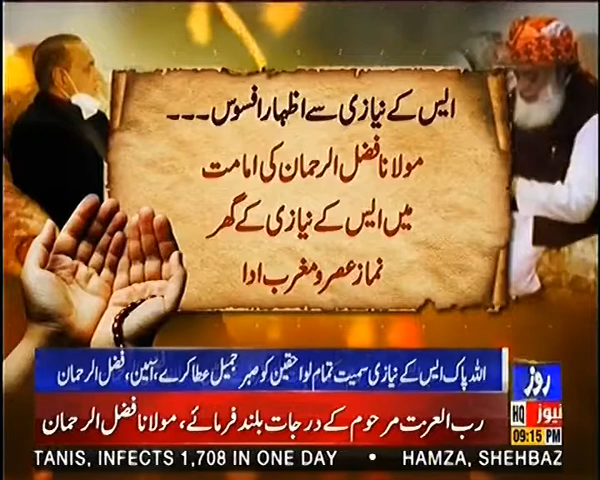 ایس کے نیازی سے اظہار افسوس ۔۔۔
مولانا فضل الرحمان کی امامت
میں ایس کے نیازی کے گھر
نماز عصر و مغرب ادا
اللہ پاک ایس کے نیازی سمیت تمام لواحقین کو صبر جمیل عطا کرے، آمین، فضل الرحمان
روز
رب العزت مرحوم کے درجات بلند فرمائے، مولانا فضل الرحمان
HQ نیوز
09:15 PM
TANIS, INFECTS 1,708 IN ONE DAY • HAMZA, SHEHBAZ